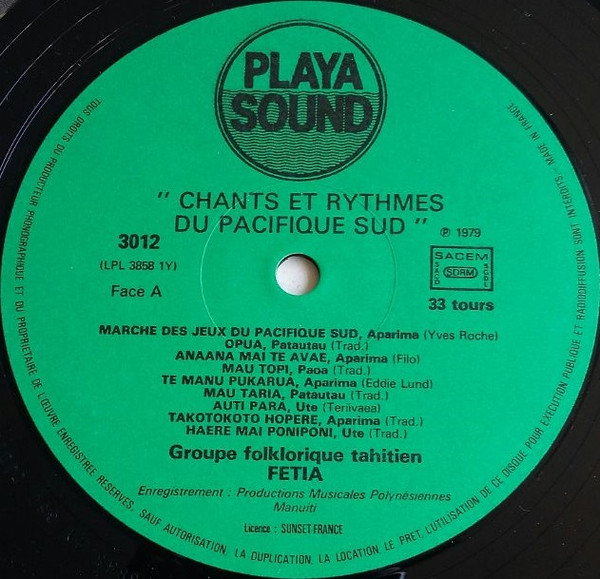 PLAYA
SOUND
" CHANTS ET RYTHMES
DU PACIFIQUE SUD "
3012
(LPL 3858 1Y)
Face A
℗ 1979
SACEM
SACD
SDRM
SGDL
33 tours
MARCHE DES JEUX DU PACIFIQUE SUD, Aparima (Yves Roche)
OPUA, Patautau (Trad.)
ANAANA MAI TE AVAE, Aparima (Filo)
MAU TOPI, Paoa (Trad.)
TE MANU PUKARUA, Aparima (Eddie Lund)
MAU TARIA, Patautau (Trad.)
AUTI PARA, Ute (Teriivaea)
TAKOTOKOTO HOPERE, Aparima (Trad.)
HAERE MAI PONIPONI, Ute (Trad.)
Groupe folklorique tahitien
FETIA
Enregistrement : Productions Musicales Polynésiennes
Manuiti
Licence : SUNSET-FRANCE
TOUS DROITS DU PRODUCTEUR PHONOGRAPHIQUE ET DU PROPRIETAIRE DE L'ŒUVRE ENREGISTREE RESERVES, SAUF AUTORISATION, LA DUPLICATION, LA LOCATION LE PRET, L'UTILISATION DE CE DISQUE POUR EXECUTION PUBLIQUE ET RADIODIFFUSION SONT INTERDITS - MADE IN FRANCE